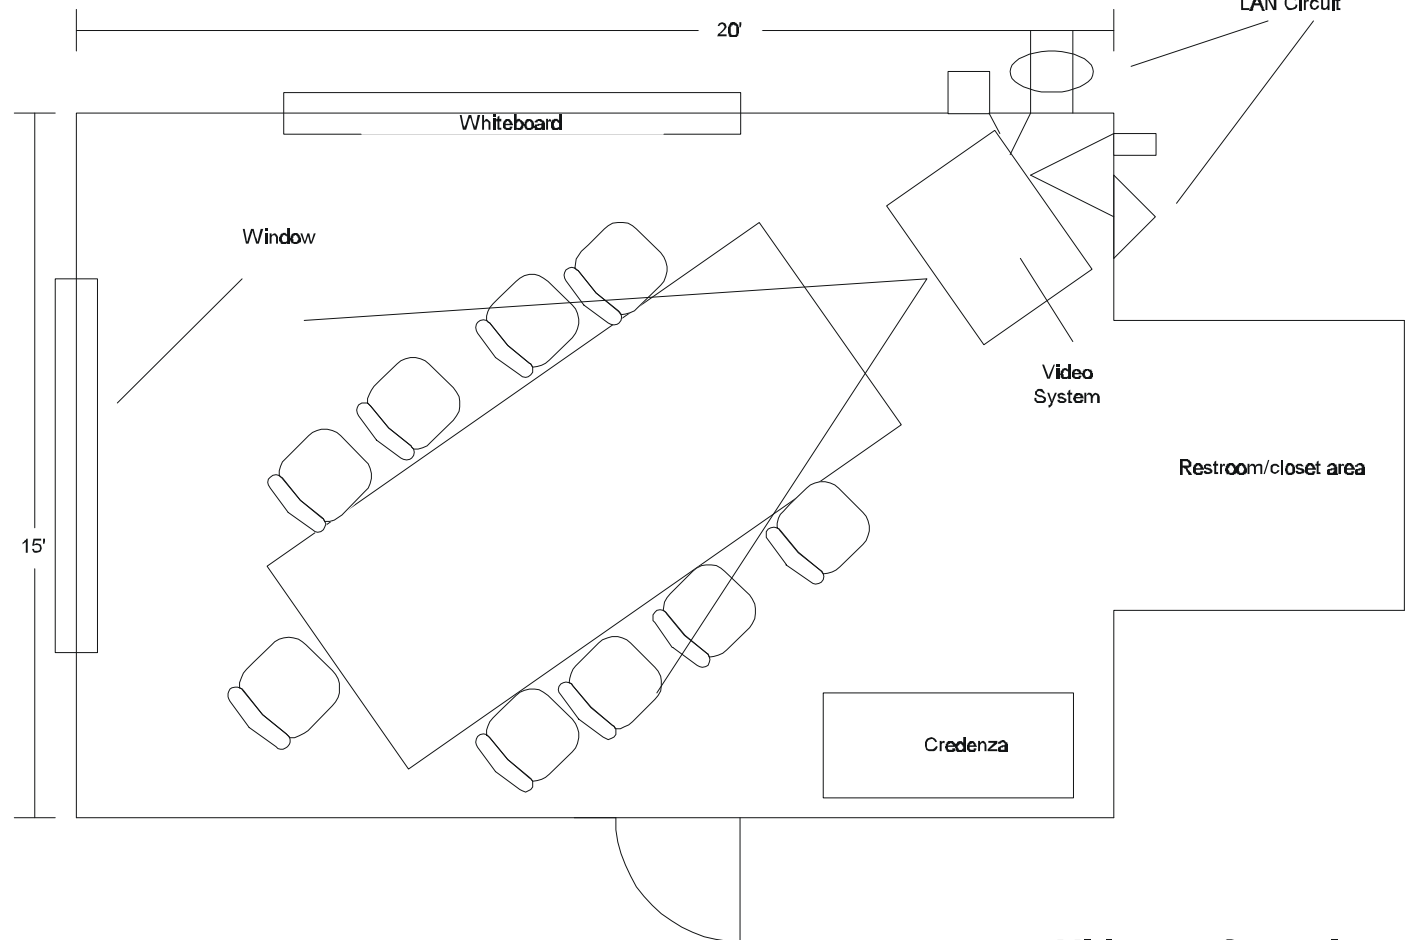 LAN Circuit
20'
Whiteboard
Window
Video
System
Restroom/closet area
15'
Credenza